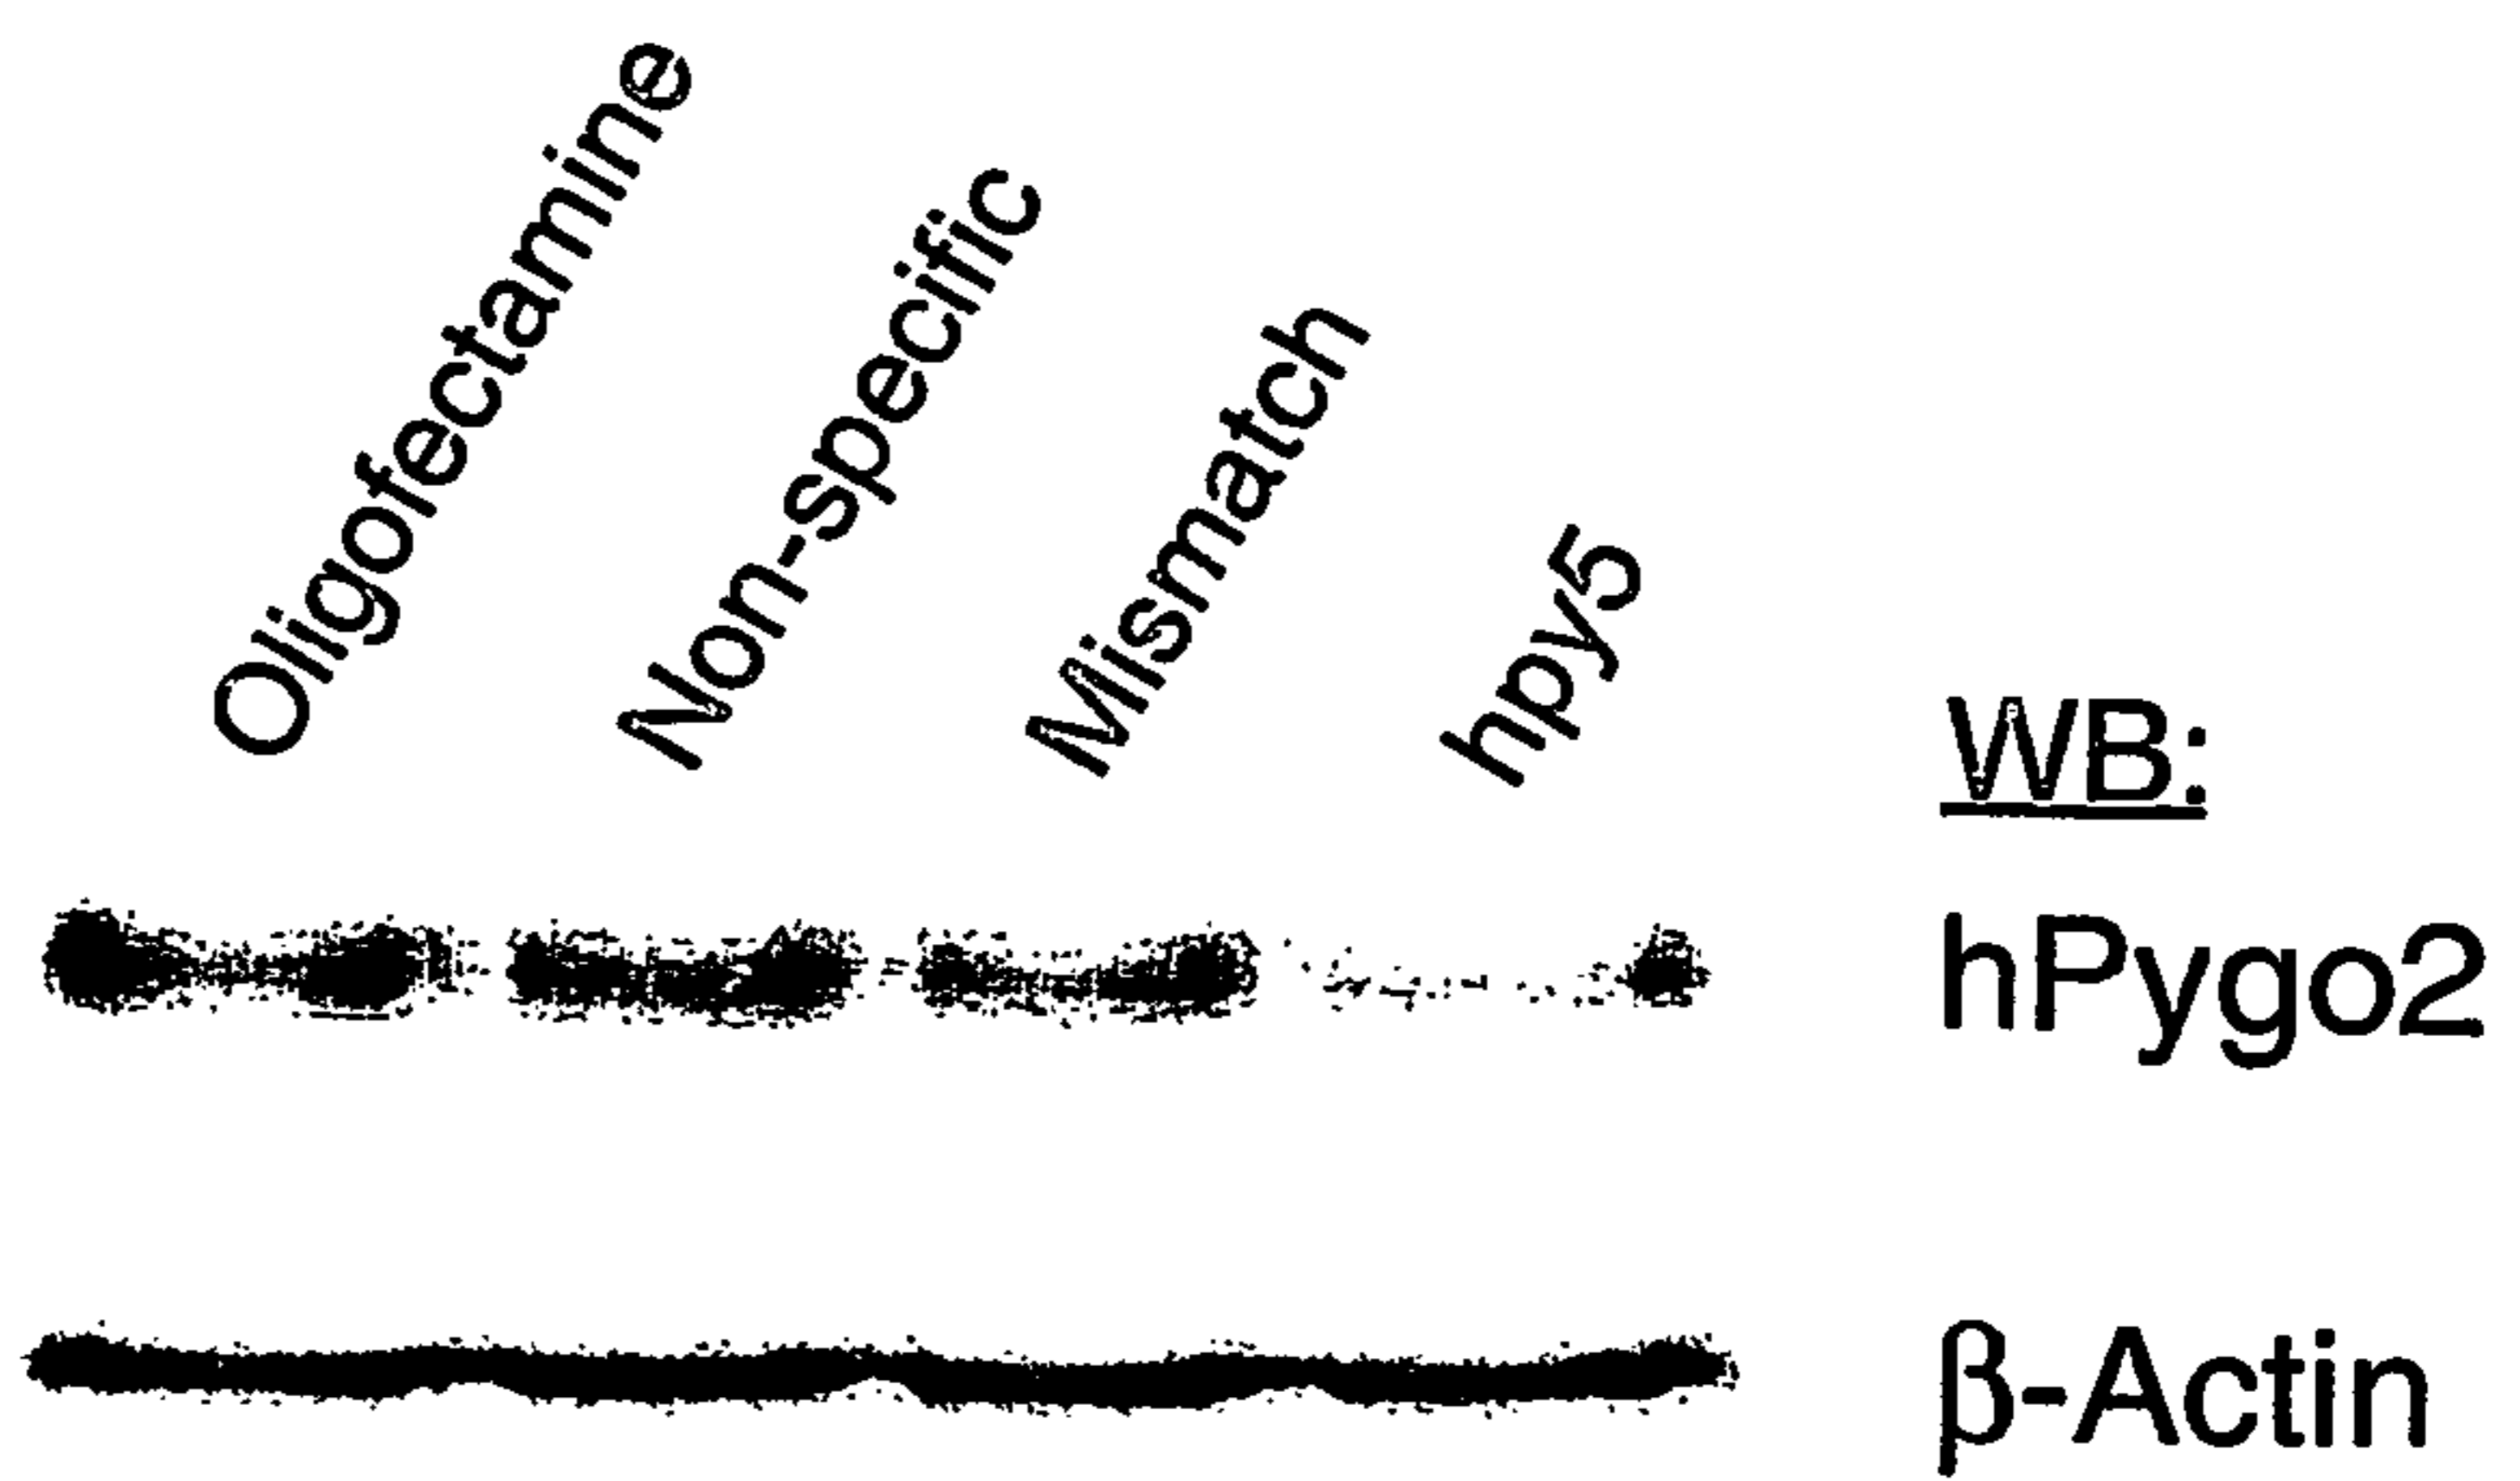 Oligofectamine
Non-specific
Mismatch
hpy5
WB:
hPygo2
β-Actin